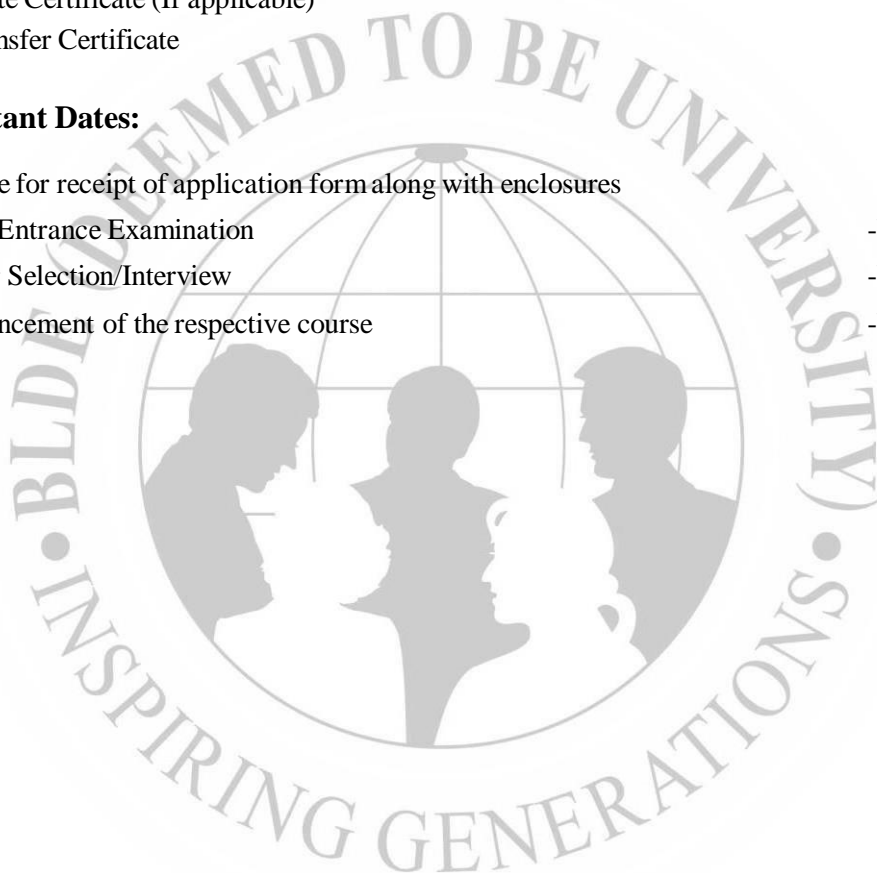 te Certificate (If applicable)
nsfer Certificate
tant Dates:
e for receipt of application form along with enclosures
Entrance Examination -
Selection/Interview -
ncement of the respective course -
BLDE (DEEMED TO BE UNIVERSITY)
• INSPIRING GENERATIONS •